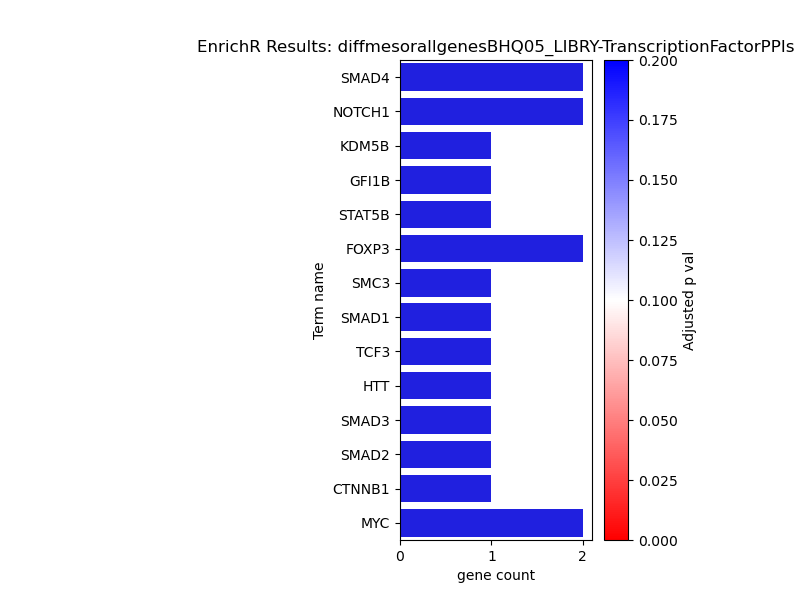 EnrichR Results: diffmesorallgenesBHQ05_LIBRY-TranscriptionFactorPPIs
SMAD4
NOTCH1
KDM5B
GFI1B
STAT5B
FOXP3
SMC3
SMAD1
TCF3
HTT
SMAD3
SMAD2
CTNNB1
MYC
Term name
0 1 2
gene count
0.200
0.175
0.150
0.125
0.100
0.075
0.050
0.025
0.000
Adjusted p val